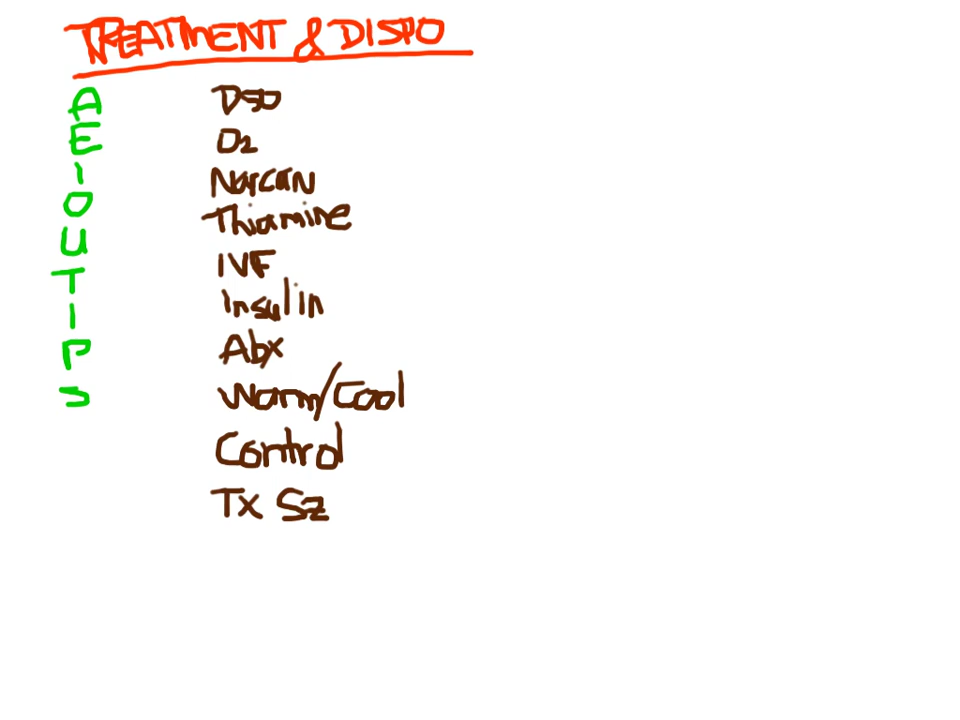 TREATMENT & DISPO
A D50
E O2
I Narcan
O Thiamine
U IVF
T Insulin
I Abx
P Warm/Cool
S Control
Tx Sz